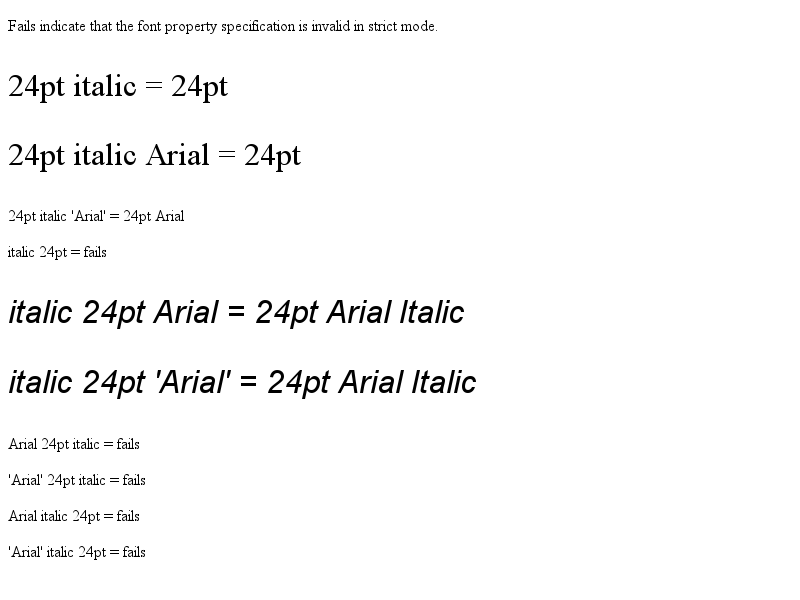 Fails indicate that the font property specification is invalid in strict mode.
24pt italic = 24pt
24pt italic Arial = 24pt
24pt italic 'Arial' = 24pt Arial
italic 24pt = fails
italic 24pt Arial = 24pt Arial Italic
italic 24pt 'Arial' = 24pt Arial Italic
Arial 24pt italic = fails
'Arial' 24pt italic = fails
Arial italic 24pt = fails
'Arial' italic 24pt = fails